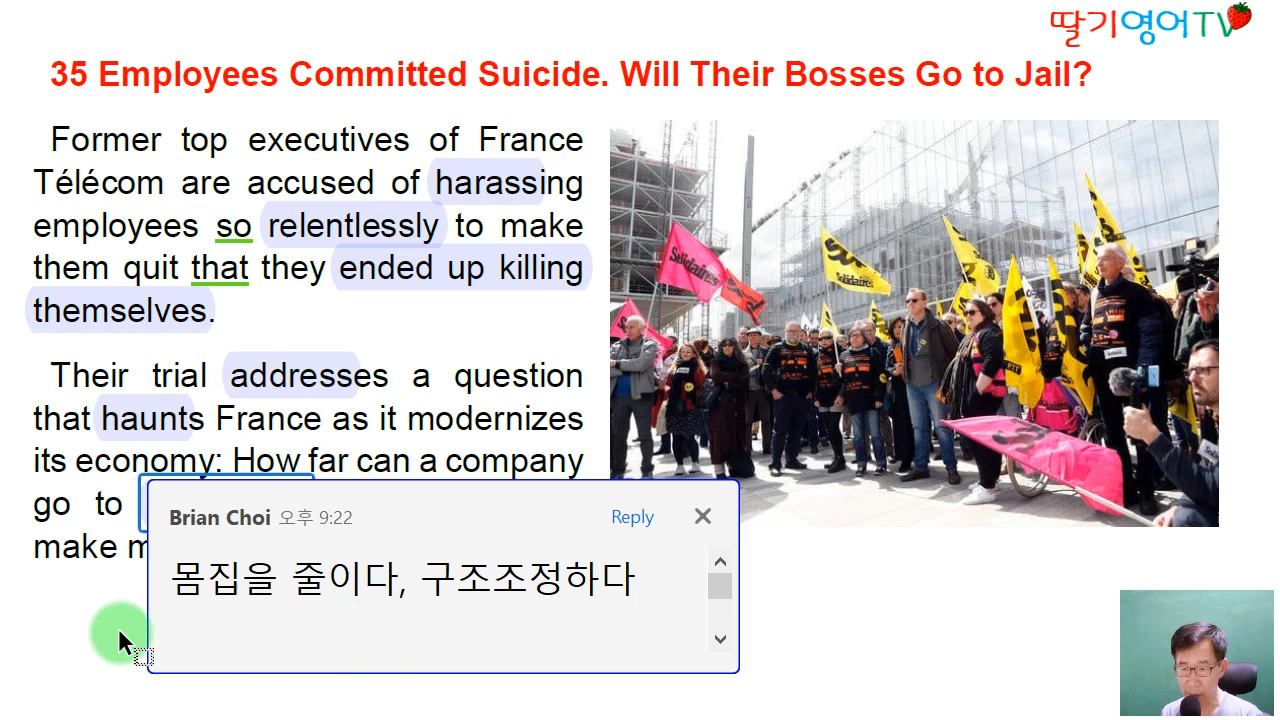 딸기영어TV
35 Employees Committed Suicide. Will Their Bosses Go to Jail?
Former top executives of France
Télécom are accused of harassing
employees so relentlessly to make
them quit that they ended up killing
themselves.
Their trial addresses a question
that haunts France as it modernizes
its economy: How far can a company
go to
make m
Brian Choi 오후 9:22
Reply
몸집을 줄이다, 구조조정하다
Solidaires
Solidaires